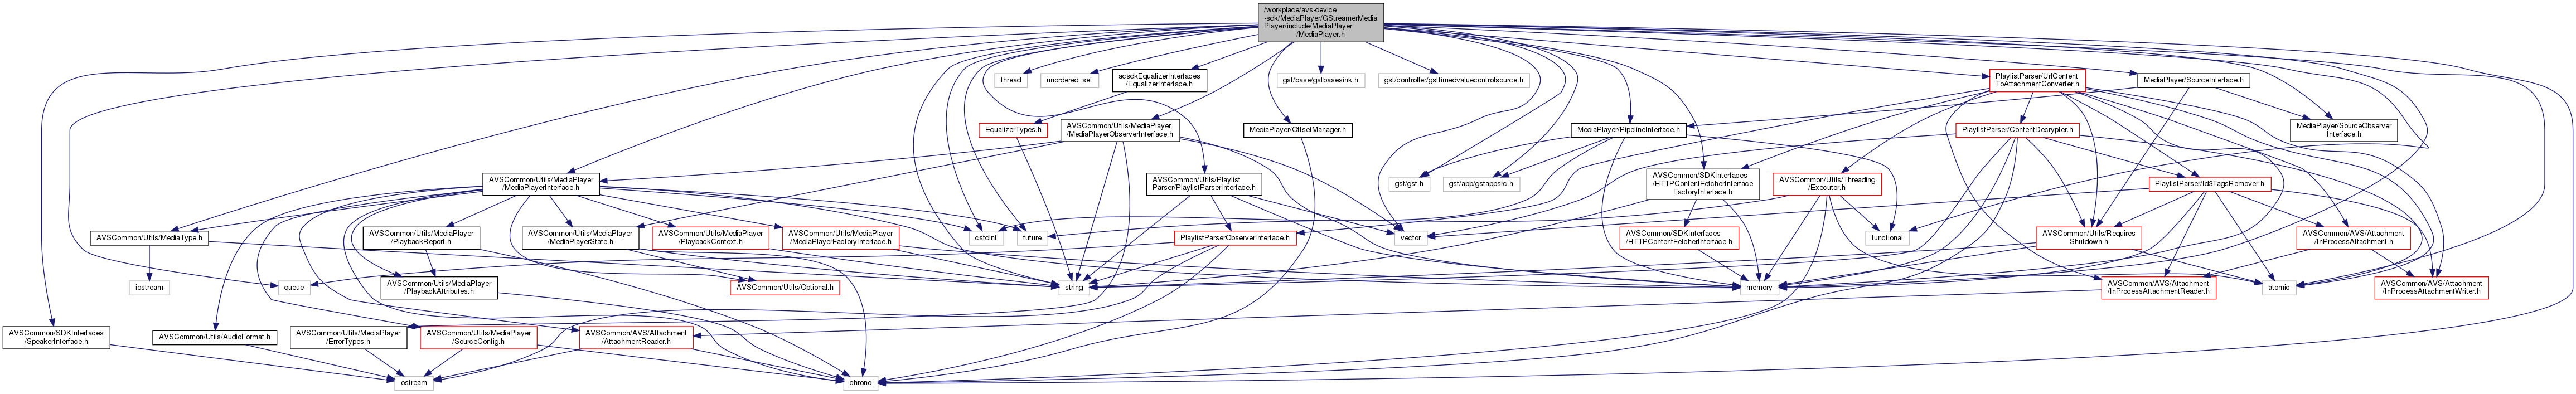 /workplace/avs-device
-sdk/MediaPlayer/GStreamerMedia
Player/include/MediaPlayer
/MediaPlayer.h
thread
unordered_set
acsdkEqualizerInterfaces
/EqualizerInterface.h
gst/base/gstbasesink.h
gst/controller/gsttimedvaluecontrolsource.h
PlaylistParser/UrlContent
ToAttachmentConverter.h
MediaPlayer/SourceInterface.h
EqualizerTypes.h
AVSCommon/Utils/MediaPlayer
/MediaPlayerObserverInterface.h
MediaPlayer/OffsetManager.h
MediaPlayer/PipelineInterface.h
PlaylistParser/ContentDecrypter.h
MediaPlayer/SourceObserver
Interface.h
AVSCommon/Utils/MediaPlayer
/MediaPlayerInterface.h
AVSCommon/Utils/Playlist
Parser/PlaylistParserInterface.h
gst/gst.h
gst/app/gstappsrc.h
AVSCommon/SDKInterfaces
/HTTPContentFetcherInterface
FactoryInterface.h
AVSCommon/Utils/Threading
/Executor.h
PlaylistParser/Id3TagsRemover.h
AVSCommon/Utils/MediaType.h
AVSCommon/Utils/MediaPlayer
/PlaybackReport.h
AVSCommon/Utils/MediaPlayer
/MediaPlayerState.h
AVSCommon/Utils/MediaPlayer
/PlaybackContext.h
AVSCommon/Utils/MediaPlayer
/MediaPlayerFactoryInterface.h
cstdint
future
PlaylistParserObserverInterface.h
vector
AVSCommon/SDKInterfaces
/HTTPContentFetcherInterface.h
functional
AVSCommon/Utils/Requires
Shutdown.h
AVSCommon/AVS/Attachment
/InProcessAttachment.h
iostream
queue
AVSCommon/Utils/MediaPlayer
/PlaybackAttributes.h
AVSCommon/Utils/Optional.h
string
memory
AVSCommon/AVS/Attachment
/InProcessAttachmentReader.h
atomic
AVSCommon/AVS/Attachment
/InProcessAttachmentWriter.h
AVSCommon/SDKInterfaces
/SpeakerInterface.h
AVSCommon/Utils/AudioFormat.h
AVSCommon/Utils/MediaPlayer
/ErrorTypes.h
AVSCommon/Utils/MediaPlayer
/SourceConfig.h
AVSCommon/AVS/Attachment
/AttachmentReader.h
ostream
chrono